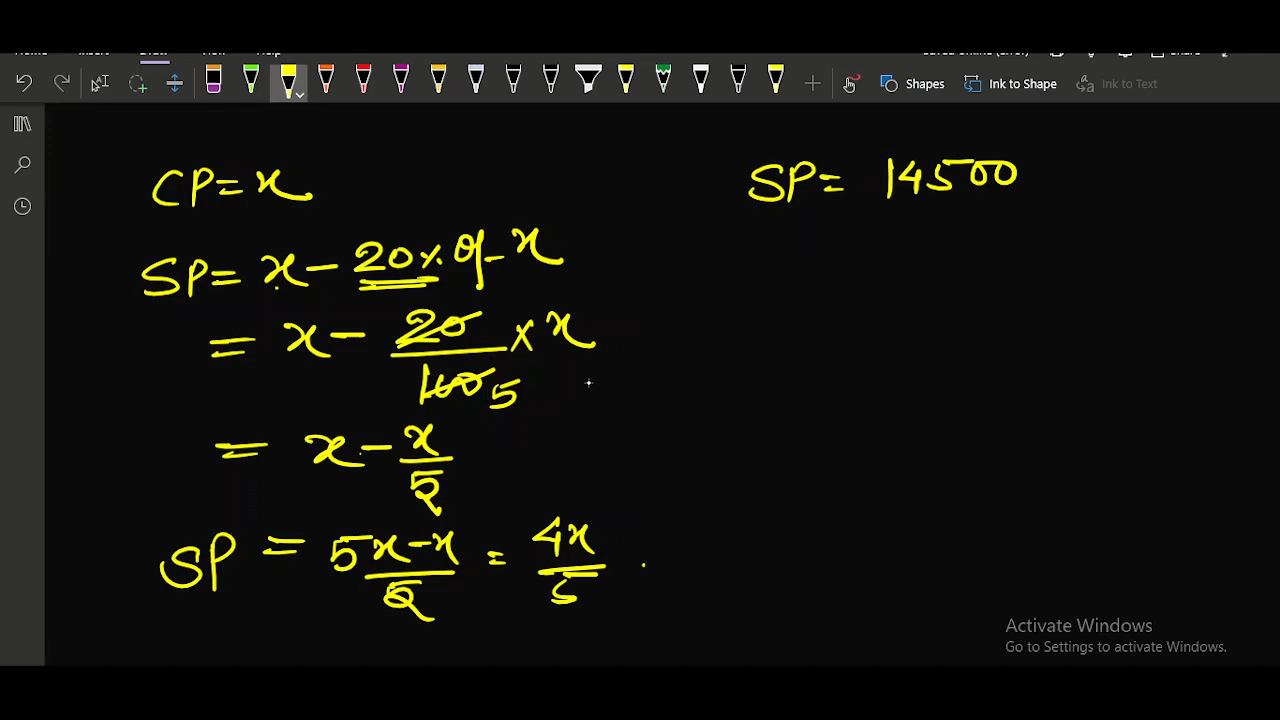 Shapes
Ink to Shape
Ink to Text
CP = x
SP = 14500
SP = x - 20% of x
= x - 20/100 5 × x
= x - x/5
SP = 5x-x/5 = 4x/5
Activate Windows
Go to Settings to activate Windows.